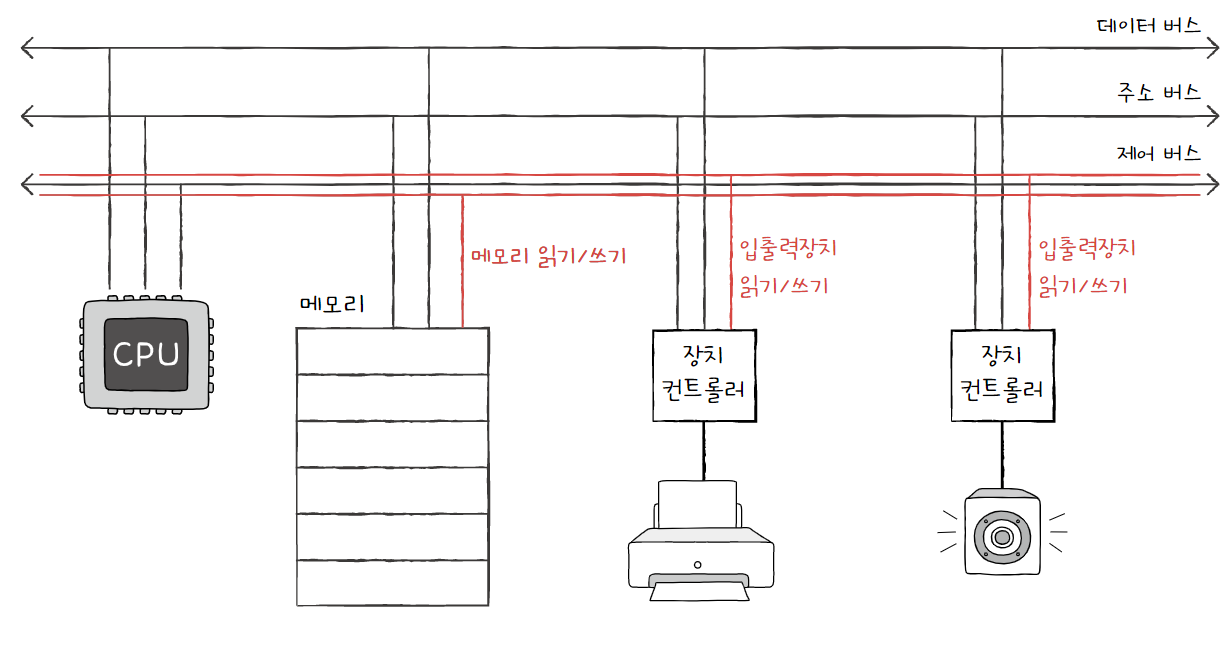 데이터 버스
주소 버스
제어 버스
메모리 읽기/쓰기
입출력장치
읽기/쓰기
입출력장치
읽기/쓰기
메모리
CPU
장치
컨트롤러
장치
컨트롤러